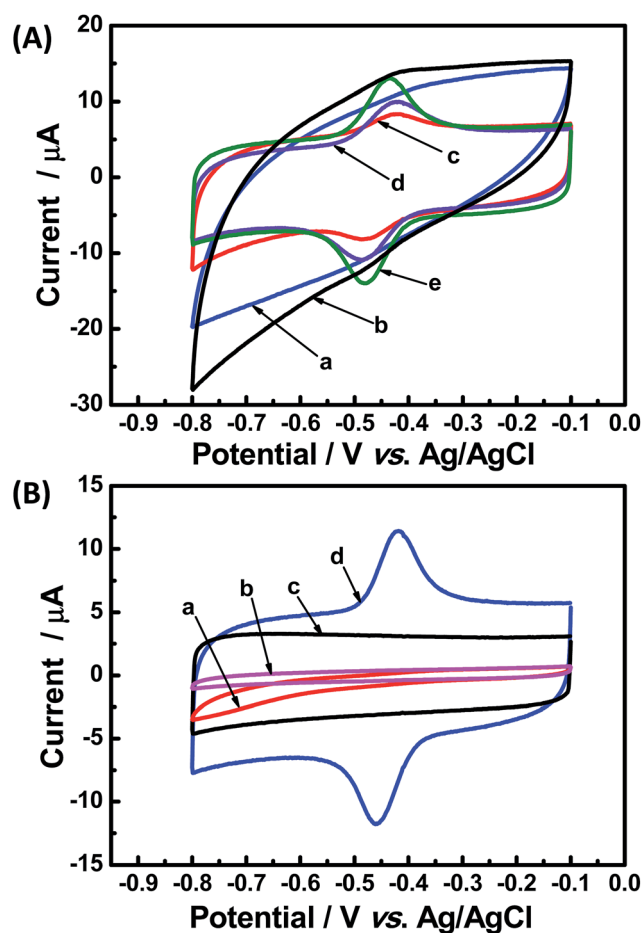 (A)
20
10
0
-10
-20
-30
Current / μA
c
d
e
b
a
-0.9 -0.8 -0.7 -0.6 -0.5 -0.4 -0.3 -0.2 -0.1 0.0
Potential / V vs. Ag/AgCl
(B)
15
10
5
0
-5
-10
-15
Current / μA
d
b
c
a
-0.9 -0.8 -0.7 -0.6 -0.5 -0.4 -0.3 -0.2 -0.1 0.0
Potential / V vs. Ag/AgCl